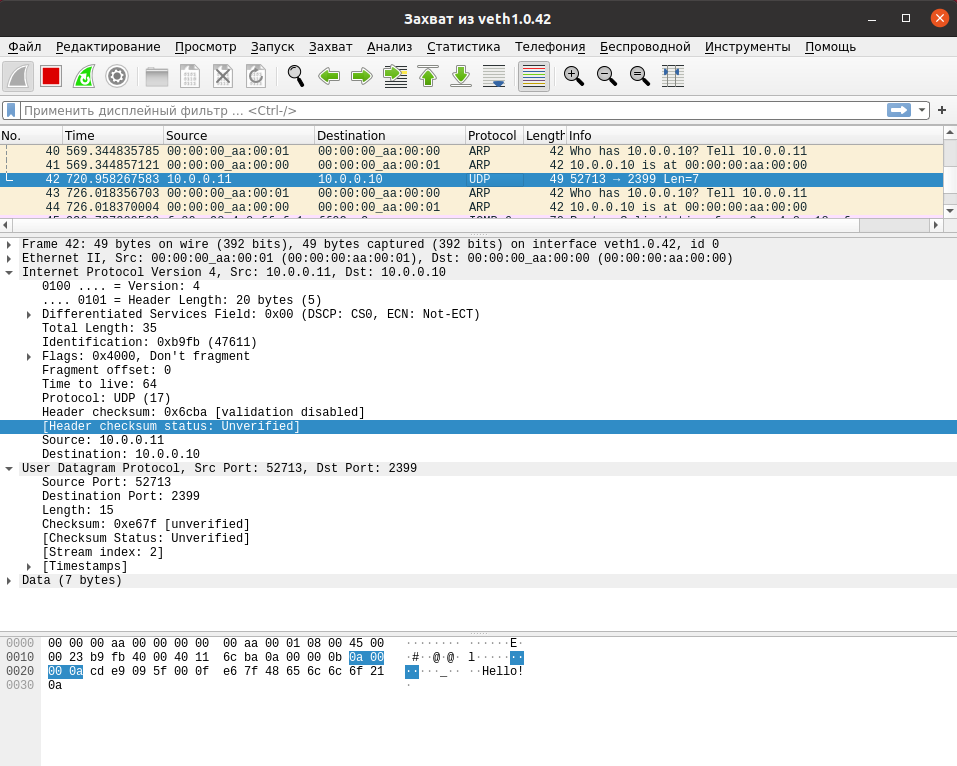 Захват из veth1.0.42
Файл Редактирование Просмотр Запуск Захват Анализ Статистика Телефония Беспроводной Инструменты Помощь
Применить дисплейный фильтр ... <Ctrl-/>
No. Time Source Destination Protocol Length Info
40 569.344835785 00:00:00_aa:00:01 00:00:00_aa:00:00 ARP 42 Who has 10.0.0.10? Tell 10.0.0.11
41 569.344857121 00:00:00_aa:00:00 00:00:00_aa:00:01 ARP 42 10.0.0.10 is at 00:00:00:aa:00:00
42 720.958267583 10.0.0.11 10.0.0.10 UDP 49 52713 → 2399 Len=7
43 726.018356703 00:00:00_aa:00:01 00:00:00_aa:00:00 ARP 42 Who has 10.0.0.10? Tell 10.0.0.11
44 726.018370004 00:00:00_aa:00:00 00:00:00_aa:00:01 ARP 42 10.0.0.10 is at 00:00:00:aa:00:00
Frame 42: 49 bytes on wire (392 bits), 49 bytes captured (392 bits) on interface veth1.0.42, id 0
Ethernet II, Src: 00:00:00_aa:00:01 (00:00:00:aa:00:01), Dst: 00:00:00_aa:00:00 (00:00:00:aa:00:00)
Internet Protocol Version 4, Src: 10.0.0.11, Dst: 10.0.0.10
0100 .... = Version: 4
.... 0101 = Header Length: 20 bytes (5)
Differentiated Services Field: 0x00 (DSCP: CS0, ECN: Not-ECT)
Total Length: 35
Identification: 0xb9fb (47611)
Flags: 0x4000, Don't fragment
Fragment offset: 0
Time to live: 64
Protocol: UDP (17)
Header checksum: 0x6cba [validation disabled]
[Header checksum status: Unverified]
Source: 10.0.0.11
Destination: 10.0.0.10
User Datagram Protocol, Src Port: 52713, Dst Port: 2399
Source Port: 52713
Destination Port: 2399
Length: 15
Checksum: 0xe67f [unverified]
[Checksum Status: Unverified]
[Stream index: 2]
[Timestamps]
Data (7 bytes)
0000 00 00 00 aa 00 00 00 00 00 aa 00 01 08 00 45 00 ········ ······E·
0010 00 23 b9 fb 40 00 40 11 6c ba 0a 00 00 0b 0a 00 ·#··@·@· l·······
0020 00 0a cd e9 09 5f 00 0f e6 7f 48 65 6c 6c 6f 21 ·····_·· ··Hello!
0030 0a ·